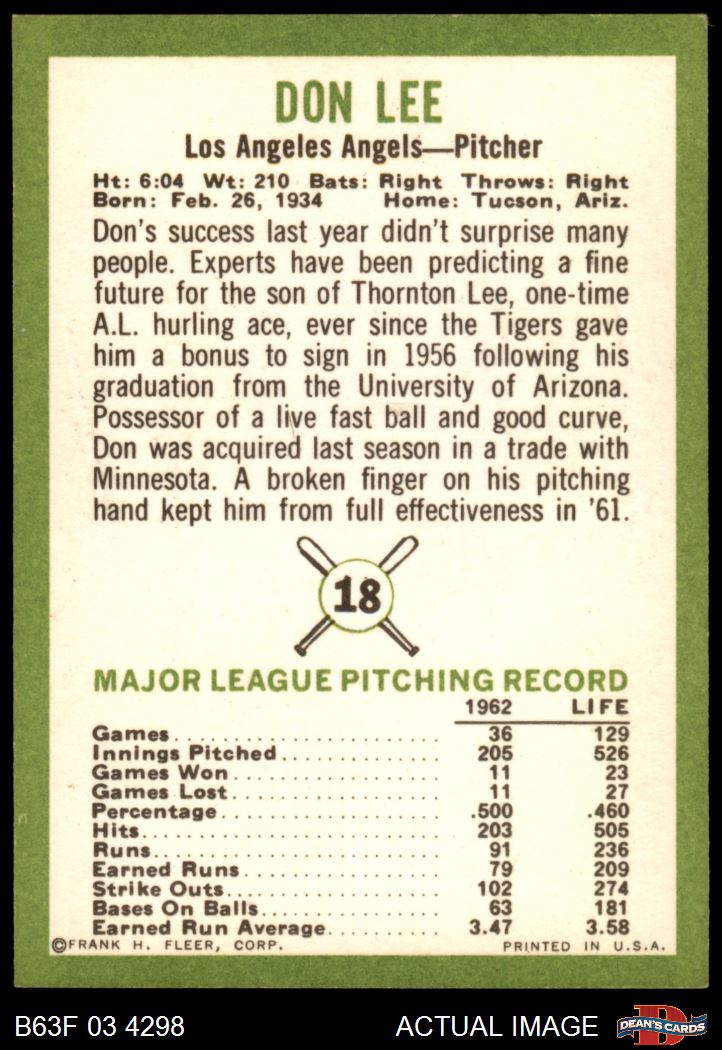 DON LEE
Los Angeles Angels—Pitcher
Ht: 6:04 Wt: 210 Bats: Right Throws: Right
Born: Feb. 26, 1934 Home: Tucson, Ariz.
Don's success last year didn't surprise many
people. Experts have been predicting a fine
future for the son of Thornton Lee, one-time
A.L. hurling ace, ever since the Tigers gave
him a bonus to sign in 1956 following his
graduation from the University of Arizona.
Possessor of a live fast ball and good curve,
Don was acquired last season in a trade with
Minnesota. A broken finger on his pitching
hand kept him from full effectiveness in '61.
18
MAJOR LEAGUE PITCHING RECORD
1962 LIFE
Games 36 129
Innings Pitched 205 526
Games Won 11 23
Games Lost 11 27
Percentage .500 .460
Hits 203 505
Runs 91 236
Earned Runs 79 209
Strike Outs 102 274
Bases On Balls 63 181
Earned Run Average 3.47 3.58
©FRANK H. FLEER, CORP. PRINTED IN U.S.A.
B63F 03 4298 ACTUAL IMAGE DEAN'S CARDS